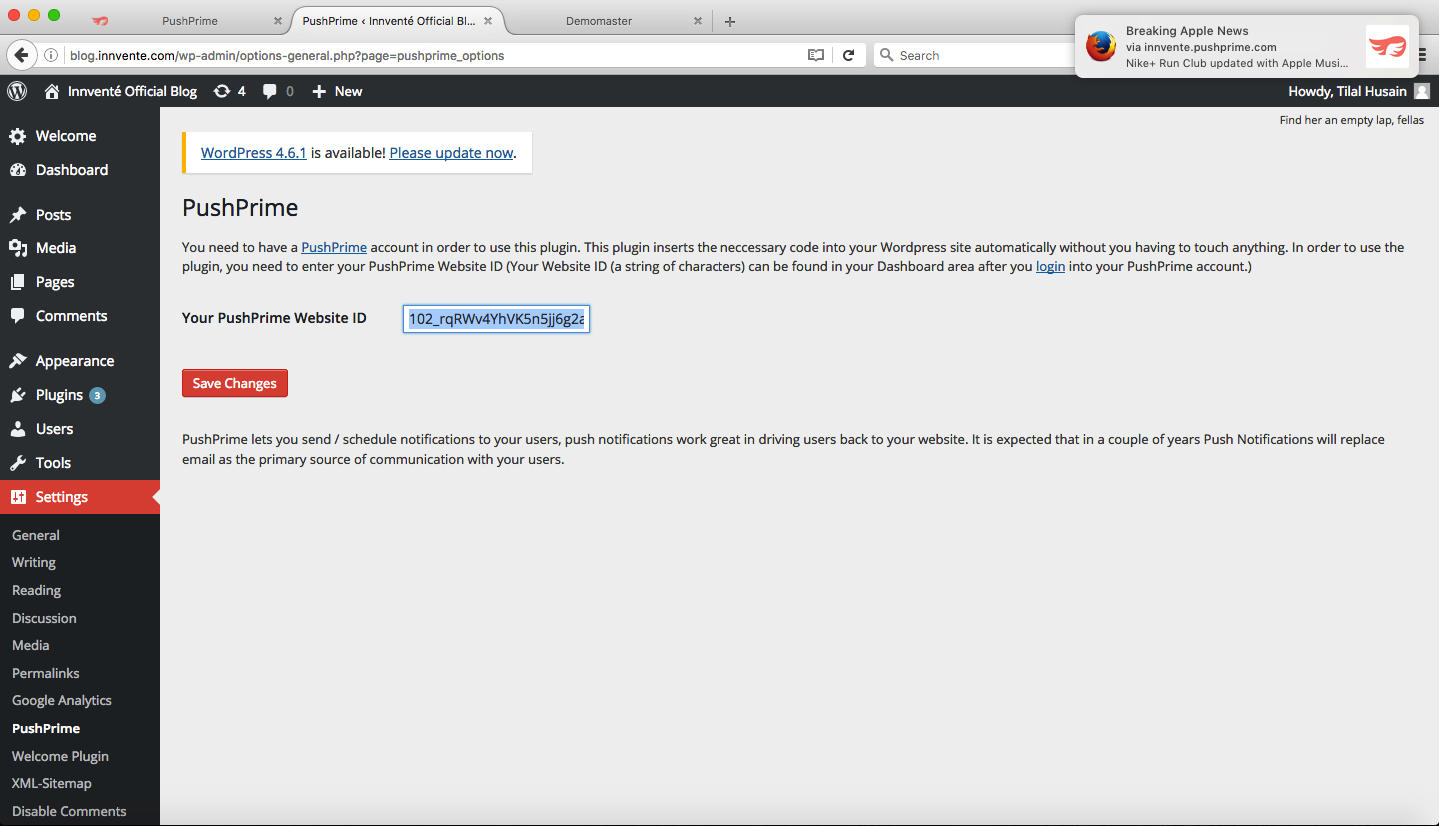 PushPrime
PushPrime ‹ Innventé Official Bl...
Demomaster
blog.innvente.com/wp-admin/options-general.php?page=pushprime_options
Search
Breaking Apple News
via innvente.pushprime.com
Nike+ Run Club updated with Apple Musi...
Innventé Official Blog
4
0
New
Howdy, Tilal Husain
Find her an empty lap, fellas
Welcome
Dashboard
Posts
Media
Pages
Comments
Appearance
Plugins 3
Users
Tools
Settings
General
Writing
Reading
Discussion
Media
Permalinks
Google Analytics
PushPrime
Welcome Plugin
XML-Sitemap
Disable Comments
WordPress 4.6.1 is available! Please update now.
PushPrime
You need to have a PushPrime account in order to use this plugin. This plugin inserts the neccessary code into your Wordpress site automatically without you having to touch anything. In order to use the
plugin, you need to enter your PushPrime Website ID (Your Website ID (a string of characters) can be found in your Dashboard area after you login into your PushPrime account.)
Your PushPrime Website ID
102_rqRWv4YhVK5n5jj6g2a
Save Changes
PushPrime lets you send / schedule notifications to your users, push notifications work great in driving users back to your website. It is expected that in a couple of years Push Notifications will replace
email as the primary source of communication with your users.